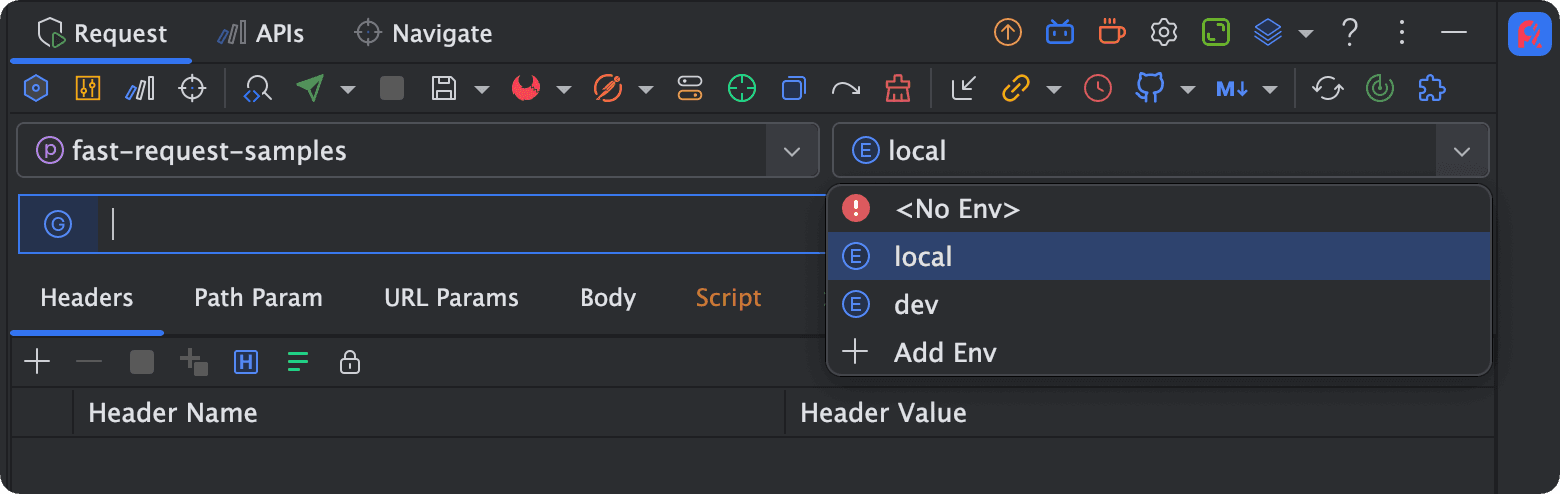 Request APIs Navigate
M↓
P fast-request-samples E local
G
! <No Env>
E local
Headers Path Param URL Params Body Script
E dev
H
Add Env
Header Name Header Value